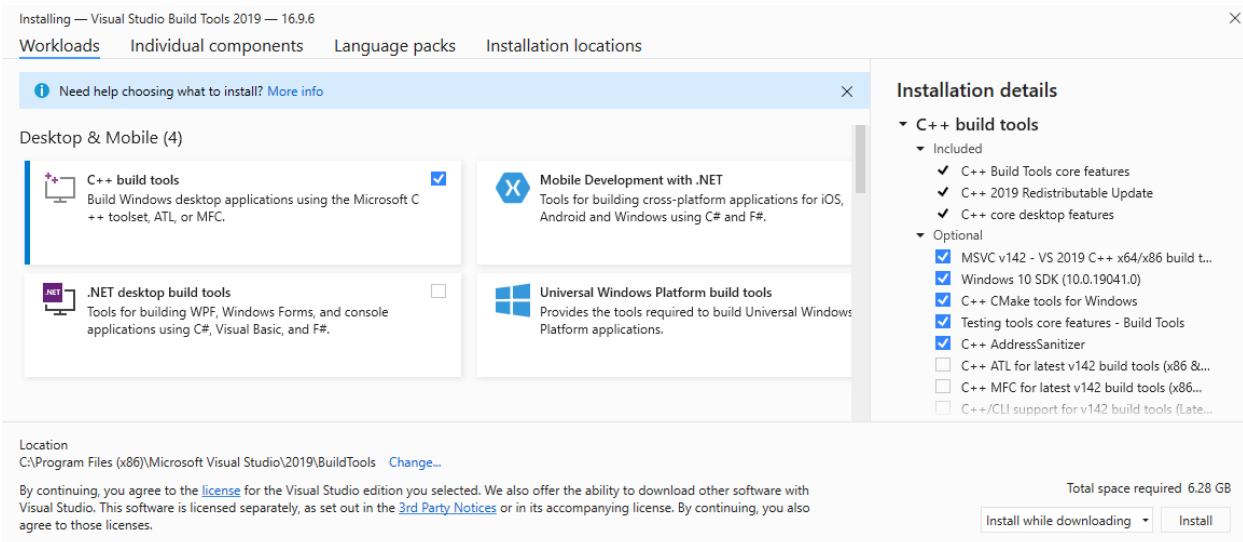 Installing — Visual Studio Build Tools 2019 — 16.9.6
Workloads
Individual components
Language packs
Installation locations
Need help choosing what to install? More info
Desktop & Mobile (4)
C++ build tools
Build Windows desktop applications using the Microsoft C
++ toolset, ATL, or MFC.
Mobile Development with .NET
Tools for building cross-platform applications for iOS,
Android and Windows using C# and F#.
.NET
.NET desktop build tools
Tools for building WPF, Windows Forms, and console
applications using C#, Visual Basic, and F#.
Universal Windows Platform build tools
Provides the tools required to build Universal Windows
Platform applications.
Installation details
C++ build tools
Included
C++ Build Tools core features
C++ 2019 Redistributable Update
C++ core desktop features
Optional
MSVC v142 - VS 2019 C++ x64/x86 build t...
Windows 10 SDK (10.0.19041.0)
C++ CMake tools for Windows
Testing tools core features - Build Tools
C++ AddressSanitizer
C++ ATL for latest v142 build tools (x86 &...
C++ MFC for latest v142 build tools (x86...
C++/CLI support for v142 build tools (Late...
Location
C:\Program Files (x86)\Microsoft Visual Studio\2019\BuildTools Change...
By continuing, you agree to the license for the Visual Studio edition you selected. We also offer the ability to download other software with
Visual Studio. This software is licensed separately, as set out in the 3rd Party Notices or in its accompanying license. By continuing, you also
agree to those licenses.
Total space required 6.28 GB
Install while downloading
Install